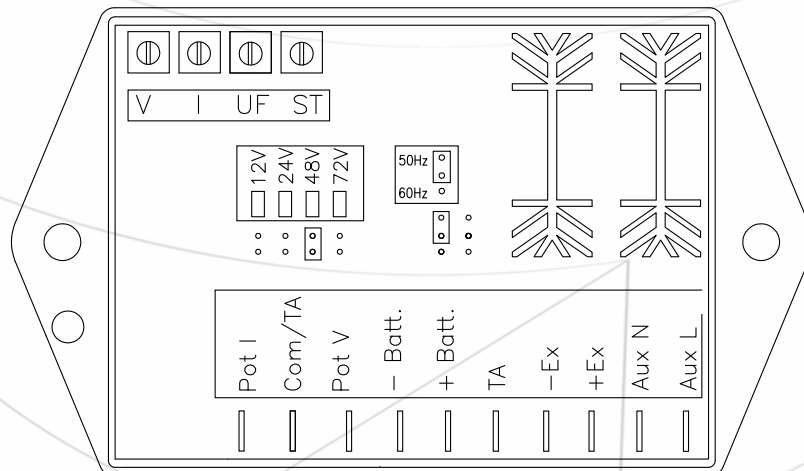 V I UF ST
12V 24V 48V 72V
50Hz
60Hz
Pot I
Com/TA
Pot V
- Batt.
+ Batt.
TA
-Ex
+Ex
Aux N
Aux L